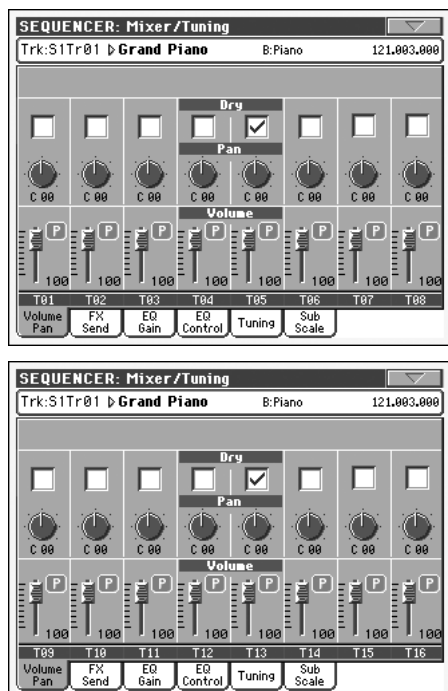 SEQUENCER: Mixer/Tuning
Trk:S1Tr01 ▷Grand Piano B:Piano 121.003.000
Dry
Pan
C 00 C 00 C 00 C 00 C 00 C 00 C 00 C 00
Volume
P P P P P P P P
100 100 100 100 100 100 100 100
T01 T02 T03 T04 T05 T06 T07 T08
Volume Pan FX Send EQ Gain EQ Control Tuning Sub Scale
SEQUENCER: Mixer/Tuning
Trk:S1Tr01 ▷Grand Piano B:Piano 121.003.000
Dry
Pan
C 00 C 00 C 00 C 00 C 00 C 00 C 00 C 00
Volume
P P P P P P P P
100 100 100 100 100 100 100 100
T09 T10 T11 T12 T13 T14 T15 T16
Volume Pan FX Send EQ Gain EQ Control Tuning Sub Scale